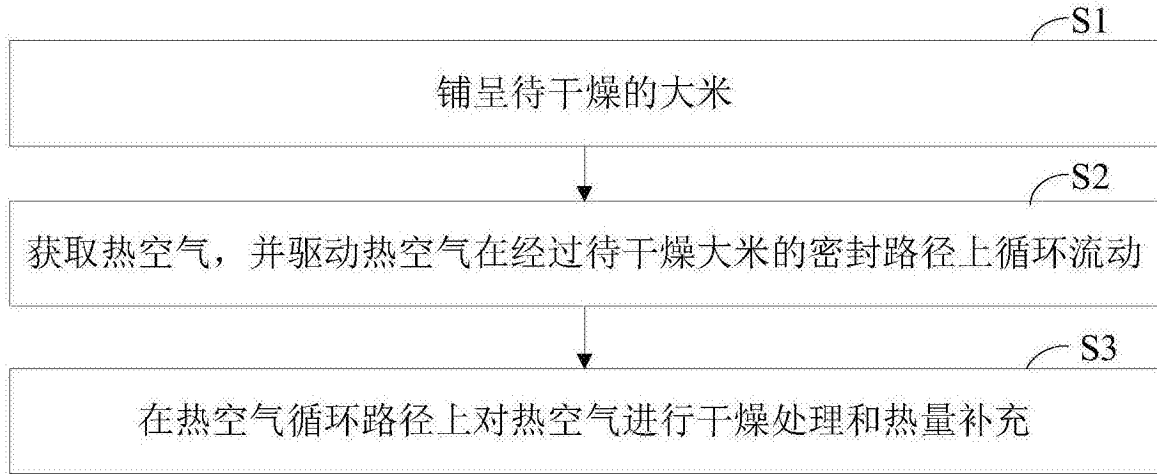 S1
铺呈待干燥的大米
S2
获取热空气，并驱动热空气在经过待干燥大米的密封路径上循环流动
S3
在热空气循环路径上对热空气进行干燥处理和热量补充